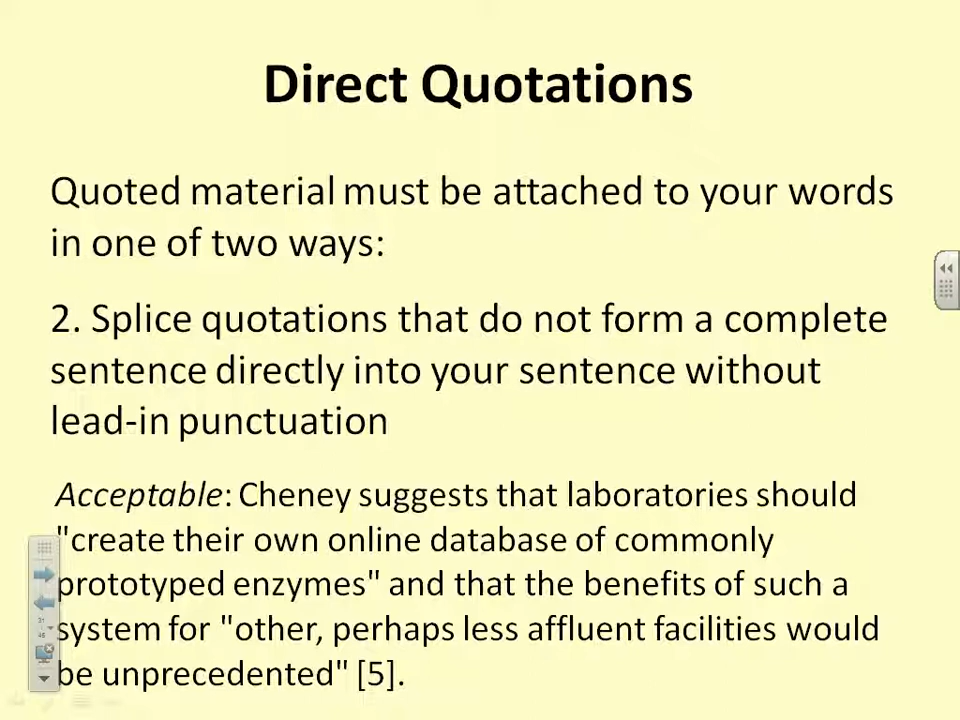 Direct Quotations
Quoted material must be attached to your words
in one of two ways:
2. Splice quotations that do not form a complete
sentence directly into your sentence without
lead-in punctuation
Acceptable: Cheney suggests that laboratories should
"create their own online database of commonly
prototyped enzymes" and that the benefits of such a
system for "other, perhaps less affluent facilities would
be unprecedented" [5].